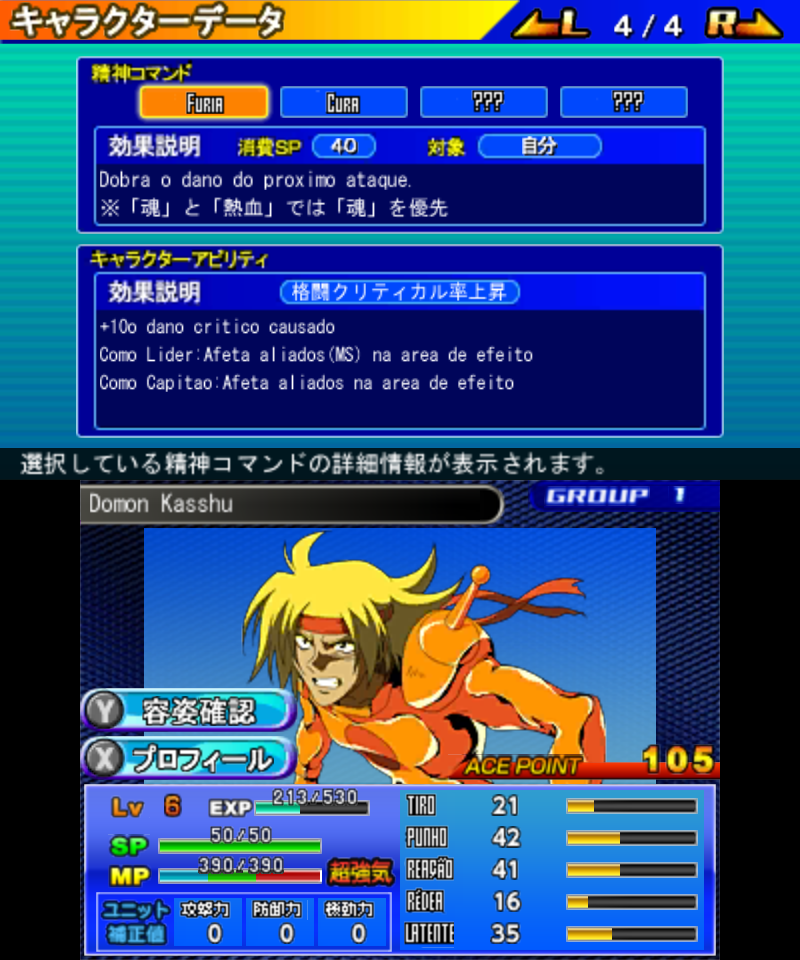 キャラクターデータ
L 4/4 R
精神コマンド
FURIA CURA ??? ???
効果説明 消費SP 40 対象 自分
Dobra o dano do proximo ataque.
※「魂」と「熱血」では「魂」を優先
キャラクターアビリティ
効果説明 格闘クリティカル率上昇
+10o dano critico causado
Como Lider:Afeta aliados(MS) na area de efeito
Como Capitao:Afeta aliados na area de efeito
選択している精神コマンドの詳細情報が表示されます。
Domon Kasshu GROUP 1
Y 容姿確認
X プロフィール
ACE POINT 105
Lv 6 EXP 213/530
SP 50/50
MP 390/390 超強気
ユニット補正値
攻撃力 防御力 機動力
0 0 0
TIRO 21
PUNHO 42
REAÇÃO 41
RÉDEA 16
LATENTE 35